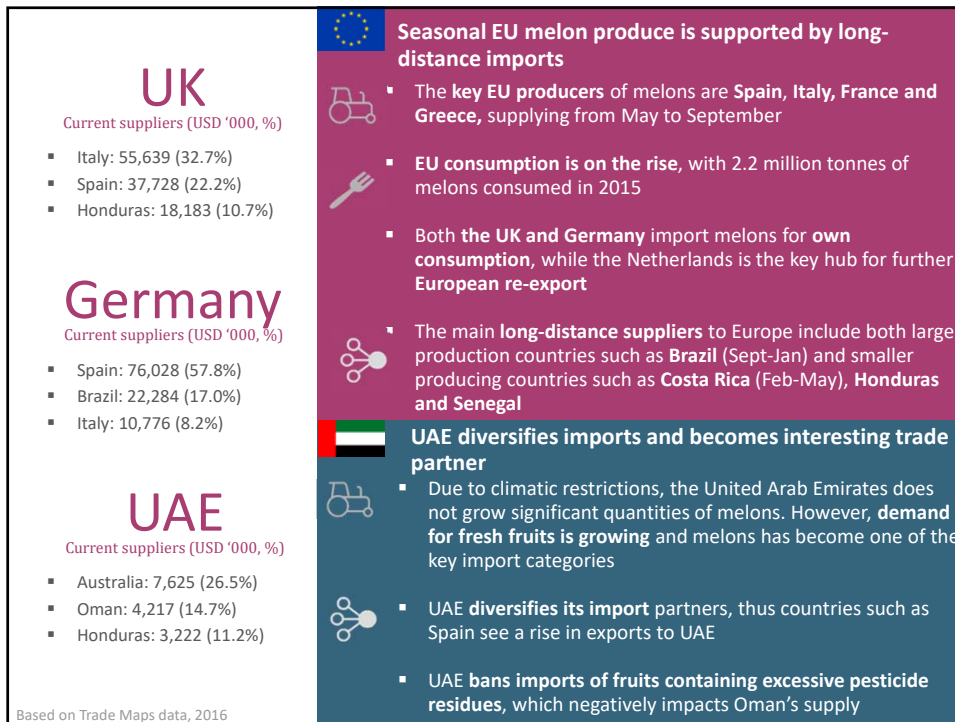 UK
Current suppliers (USD ‘000, %)
▪ Italy: 55,639 (32.7%)
▪ Spain: 37,728 (22.2%)
▪ Honduras: 18,183 (10.7%)
Germany
Current suppliers (USD ‘000, %)
▪ Spain: 76,028 (57.8%)
▪ Brazil: 22,284 (17.0%)
▪ Italy: 10,776 (8.2%)
UAE
Current suppliers (USD ‘000, %)
▪ Australia: 7,625 (26.5%)
▪ Oman: 4,217 (14.7%)
▪ Honduras: 3,222 (11.2%)
Based on Trade Maps data, 2016
Seasonal EU melon produce is supported by long-
distance imports
▪ The key EU producers of melons are Spain, Italy, France and
Greece, supplying from May to September
▪ EU consumption is on the rise, with 2.2 million tonnes of
melons consumed in 2015
▪ Both the UK and Germany import melons for own
consumption, while the Netherlands is the key hub for further
European re-export
▪ The main long-distance suppliers to Europe include both large
production countries such as Brazil (Sept-Jan) and smaller
producing countries such as Costa Rica (Feb-May), Honduras
and Senegal
UAE diversifies imports and becomes interesting trade
partner
▪ Due to climatic restrictions, the United Arab Emirates does
not grow significant quantities of melons. However, demand
for fresh fruits is growing and melons has become one of the
key import categories
▪ UAE diversifies its import partners, thus countries such as
Spain see a rise in exports to UAE
▪ UAE bans imports of fruits containing excessive pesticide
residues, which negatively impacts Oman’s supply